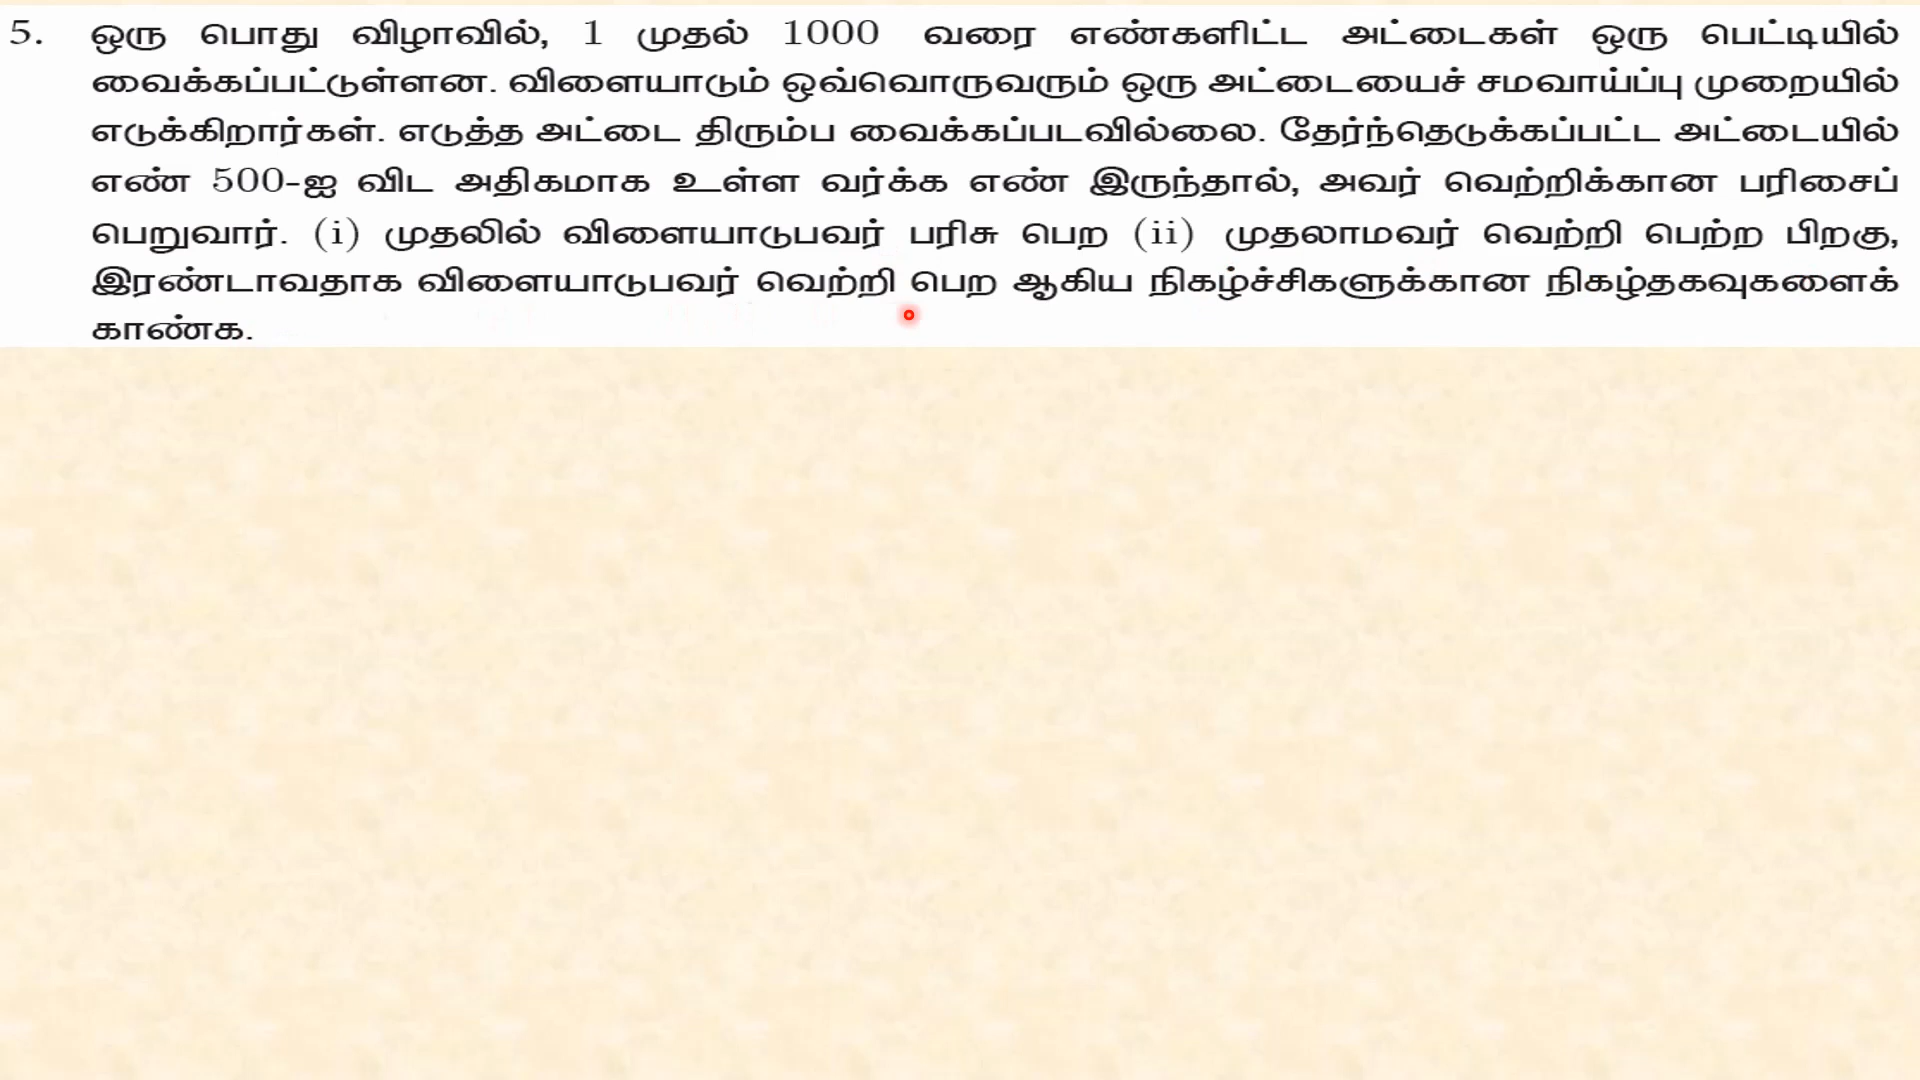 5. ஒரு பொது விழாவில், 1 முதல் 1000 வரை எண்களிட்ட அட்டைகள் ஒரு பெட்டியில்
வைக்கப்பட்டுள்ளன. விளையாடும் ஒவ்வொருவரும் ஒரு அட்டையைச் சமவாய்ப்பு முறையில்
எடுக்கிறார்கள். எடுத்த அட்டை திரும்ப வைக்கப்படவில்லை. தேர்ந்தெடுக்கப்பட்ட அட்டையில்
எண் 500-ஐ விட அதிகமாக உள்ள வர்க்க எண் இருந்தால், அவர் வெற்றிக்கான பரிசைப்
பெறுவார். (i) முதலில் விளையாடுபவர் பரிசு பெற (ii) முதலாமவர் வெற்றி பெற்ற பிறகு,
இரண்டாவதாக விளையாடுபவர் வெற்றி பெற ஆகிய நிகழ்ச்சிகளுக்கான நிகழ்தகவுகளைக்
காண்க.